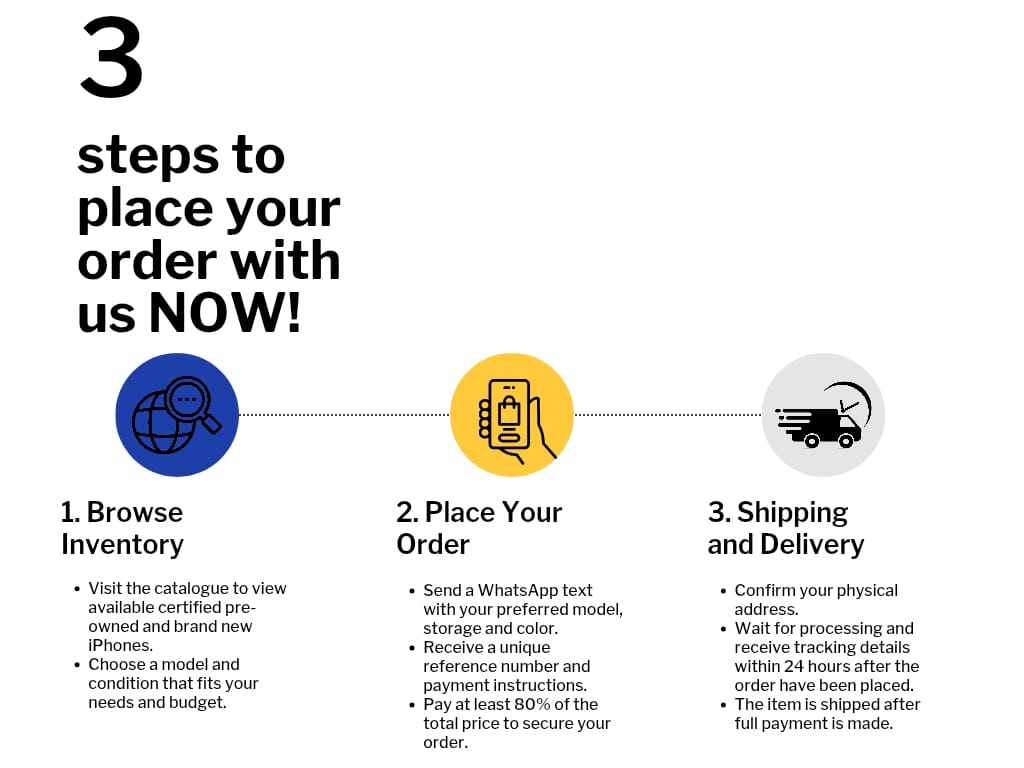 3
steps to
place your
order with
us NOW!
1. Browse
Inventory
• Visit the catalogue to view
available certified pre-
owned and brand new
iPhones.
• Choose a model and
condition that fits your
needs and budget.
2. Place Your
Order
• Send a WhatsApp text
with your preferred model,
storage and color.
• Receive a unique
reference number and
payment instructions.
• Pay at least 80% of the
total price to secure your
order.
3. Shipping
and Delivery
• Confirm your physical
address.
• Wait for processing and
receive tracking details
within 24 hours after the
order have been placed.
• The item is shipped after
full payment is made.